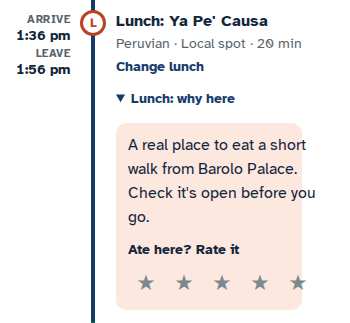 ARRIVE
1:36 pm
LEAVE
1:56 pm
L
Lunch: Ya Pe' Causa
Peruvian · Local spot · 20 min
Change lunch
▼ Lunch: why here
A real place to eat a short
walk from Barolo Palace.
Check it's open before you
go.
Ate here? Rate it
★ ★ ★ ★ ★